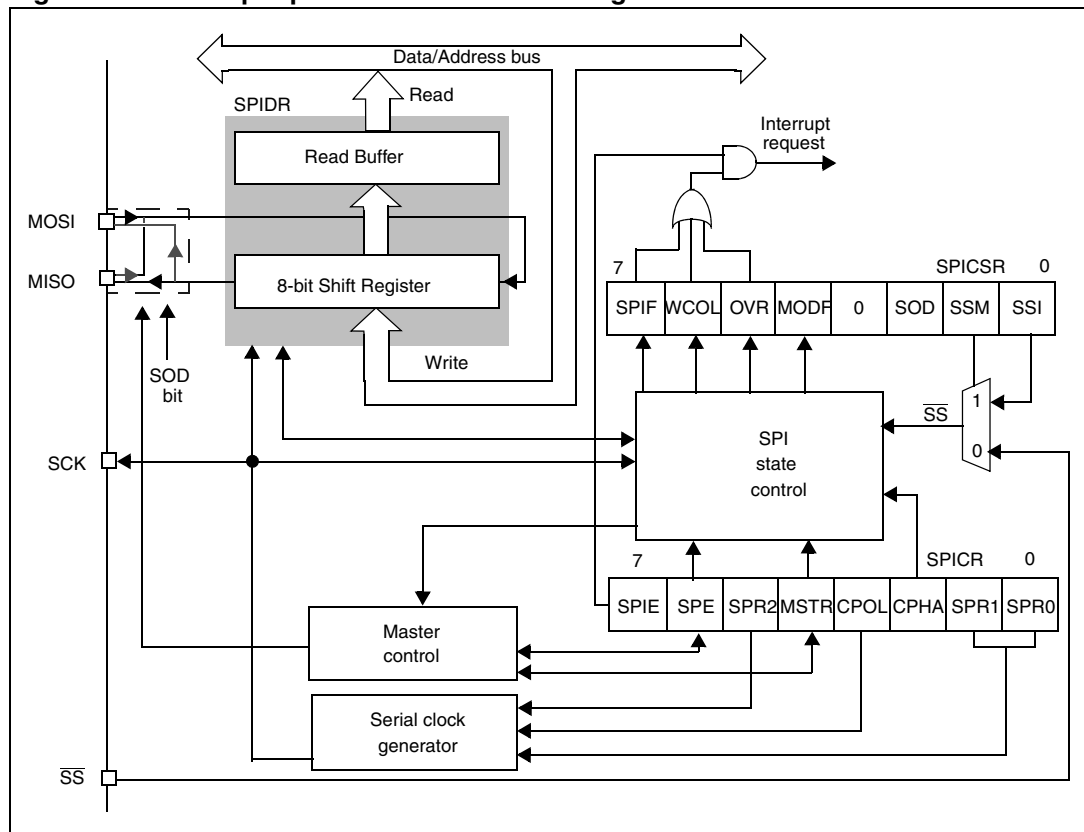 Data/Address bus
SPIDR
Read
Read Buffer
Interrupt
request
MOSI
MISO
8-bit Shift Register
7
SPICSR
0
SPIF
WCOL
OVR
MODF
0
SOD
SSM
SSI
Write
SOD
bit
1
SS
0
SCK
SPI
state
control
7
SPICR
0
SPIE
SPE
SPR2
MSTR
CPOL
CPHA
SPR1
SPR0
Master
control
Serial clock
generator
SS